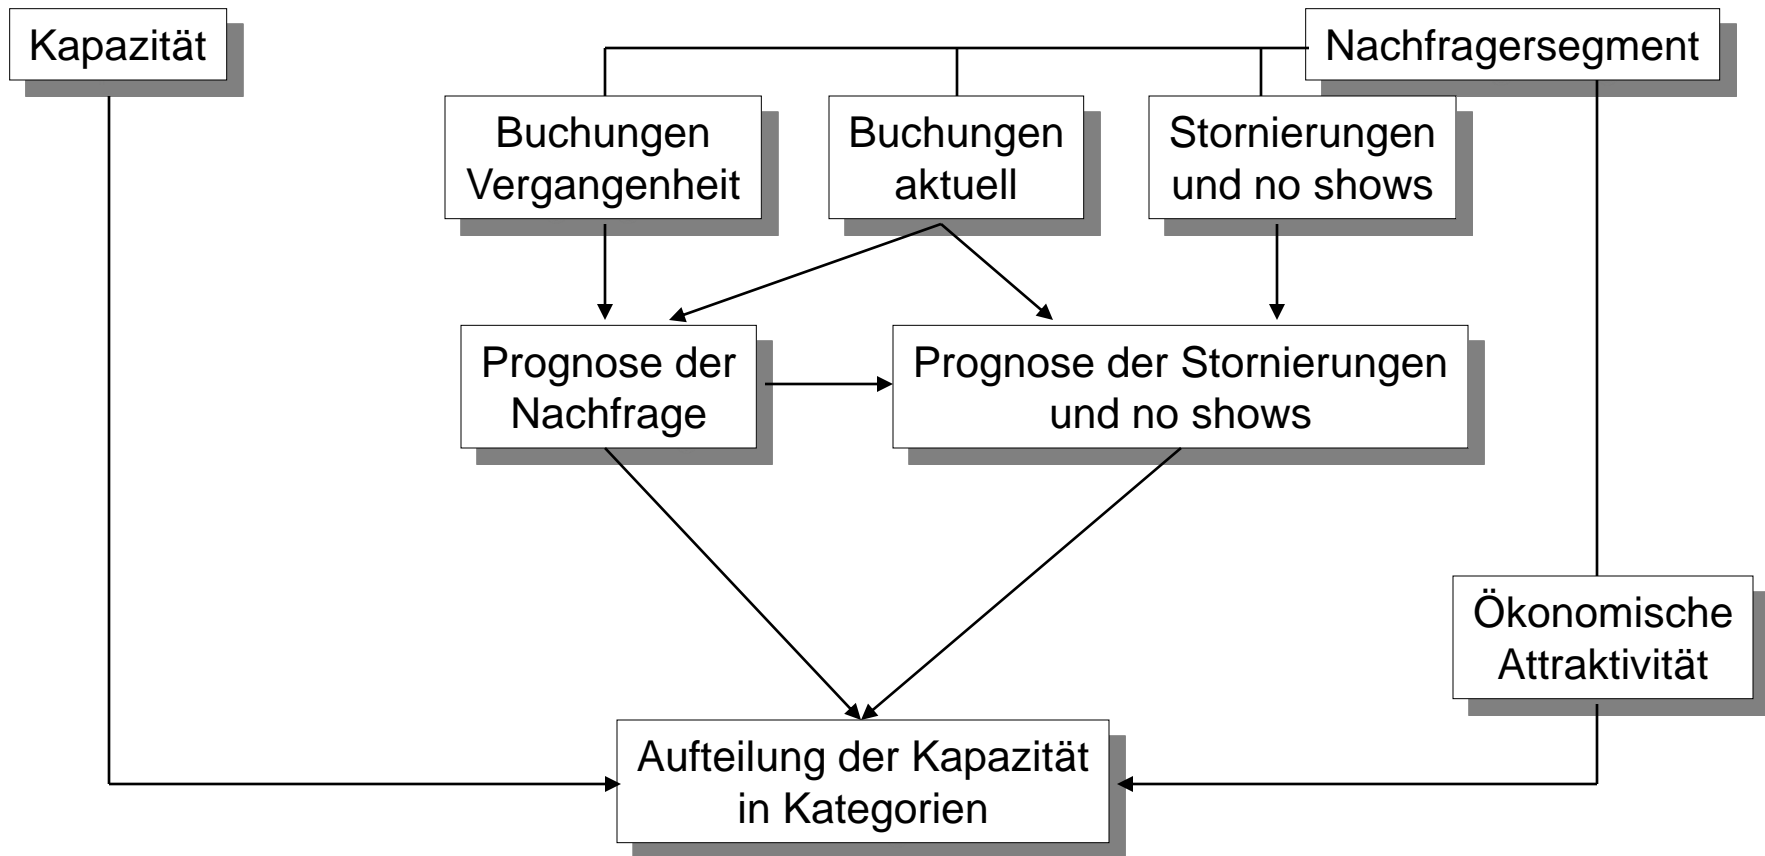 Kapazität
Nachfragersegment
Buchungen
Vergangenheit
Buchungen
aktuell
Stornierungen
und no shows
Prognose der
Nachfrage
Prognose der Stornierungen
und no shows
Ökonomische
Attraktivität
Aufteilung der Kapazität
in Kategorien